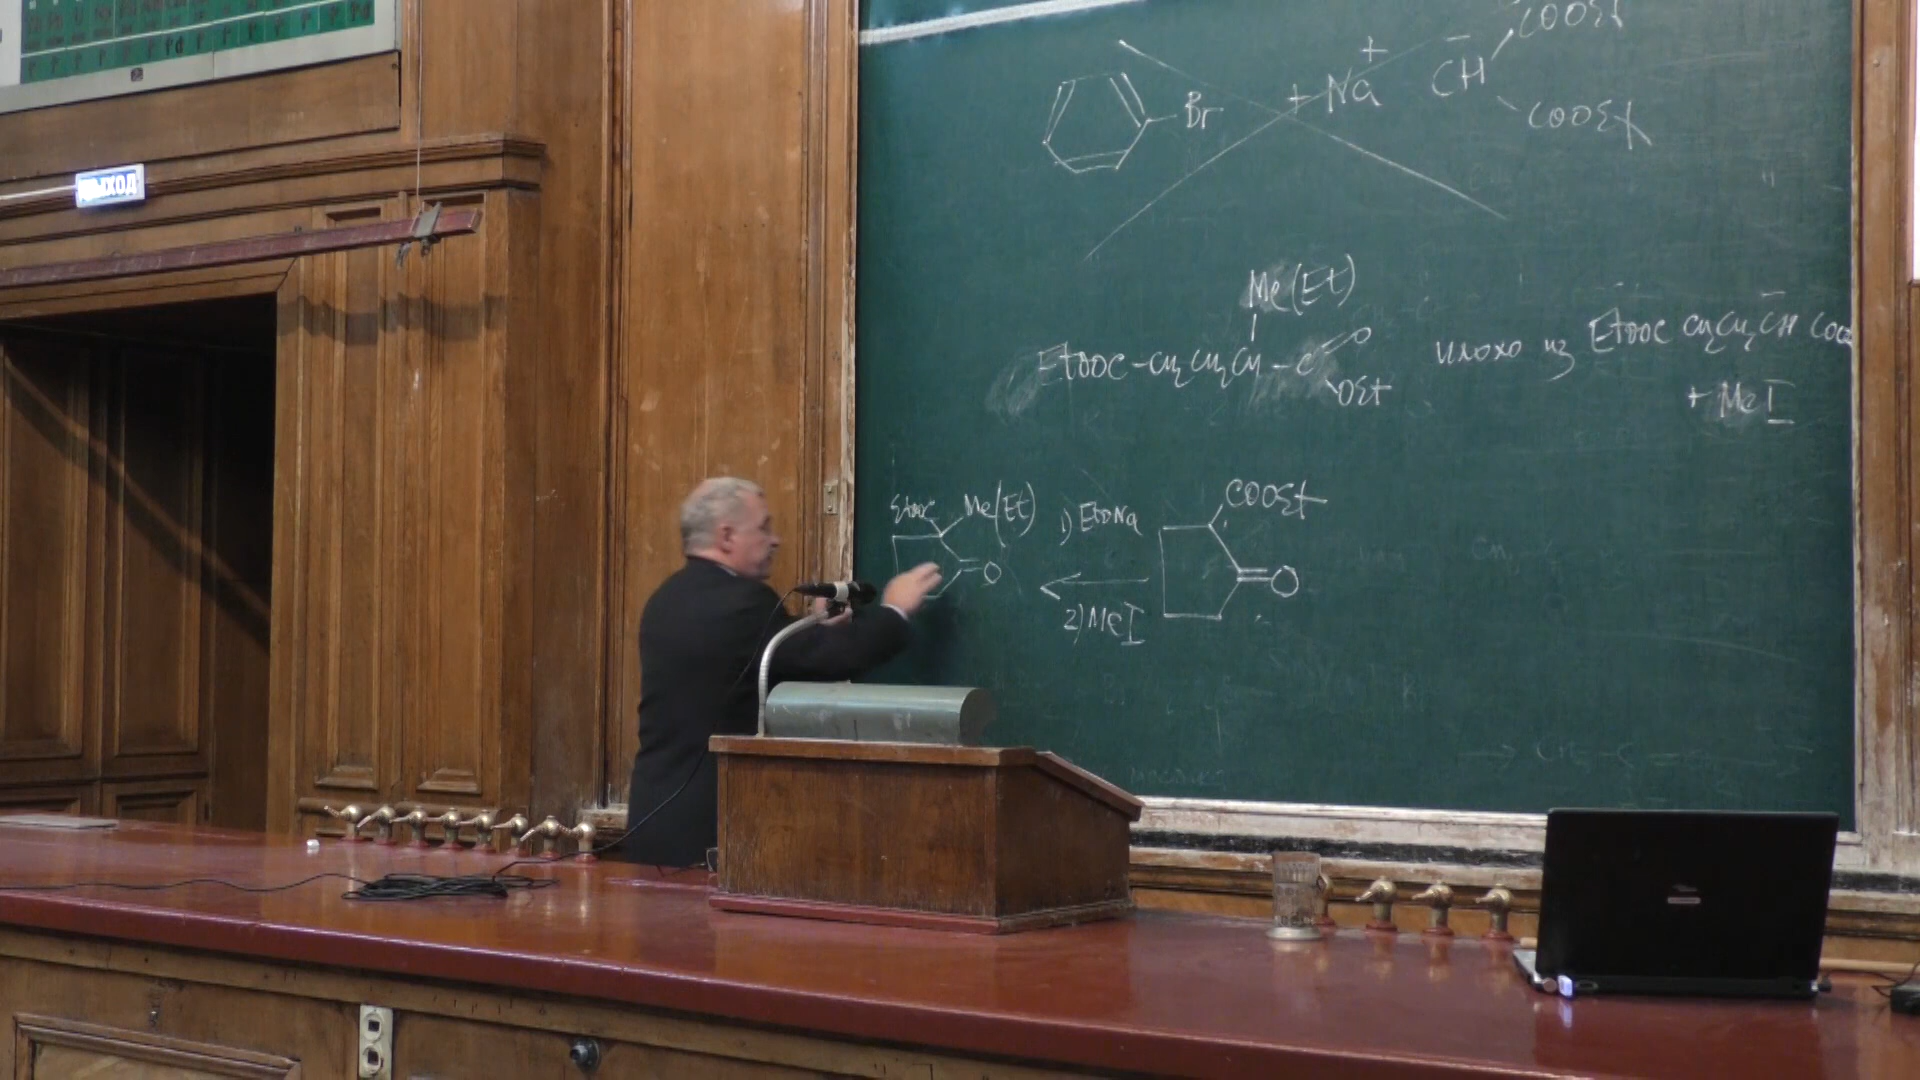 ВЫХОД
COOEt
Br + Na + CH -
COOEt
Me(Et)
EtOOC-CH2CH2CH-C
O
OEt
плохо из EtOOC CH2CH2CH COO
+ MeI
EtOOC Me(Et)
O
1) EtONa
2) MeI
COOEt
O